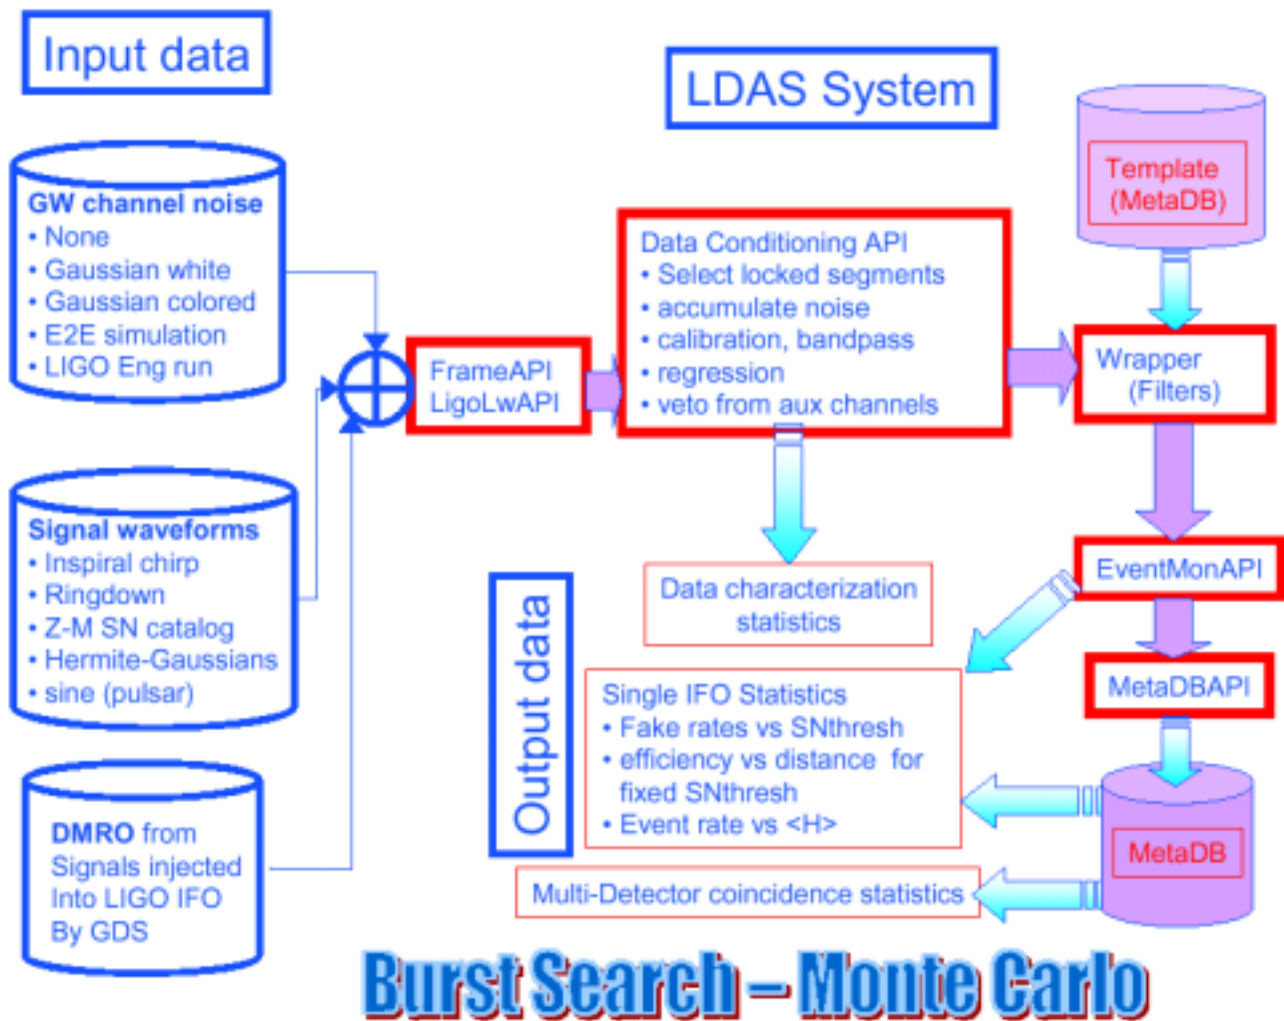 Input data
LDAS System
GW channel noise
• None
• Gaussian white
• Gaussian colored
• E2E simulation
• LIGO Eng run
Signal waveforms
• Inspiral chirp
• Ringdown
• Z-M SN catalog
• Hermite-Gaussians
• sine (pulsar)
DMRO from
Signals injected
Into LIGO IFO
By GDS
FrameAPI
LigoLwAPI
Data Conditioning API
• Select locked segments
• accumulate noise
• calibration, bandpass
• regression
• veto from aux channels
Template
(MetaDB)
Wrapper
(Filters)
EventMonAPI
MetaDBAPI
MetaDB
Output data
Data characterization
statistics
Single IFO Statistics
• Fake rates vs SNthresh
• efficiency vs distance for
fixed SNthresh
• Event rate vs <H>
Multi-Detector coincidence statistics
Burst Search – Monte Carlo